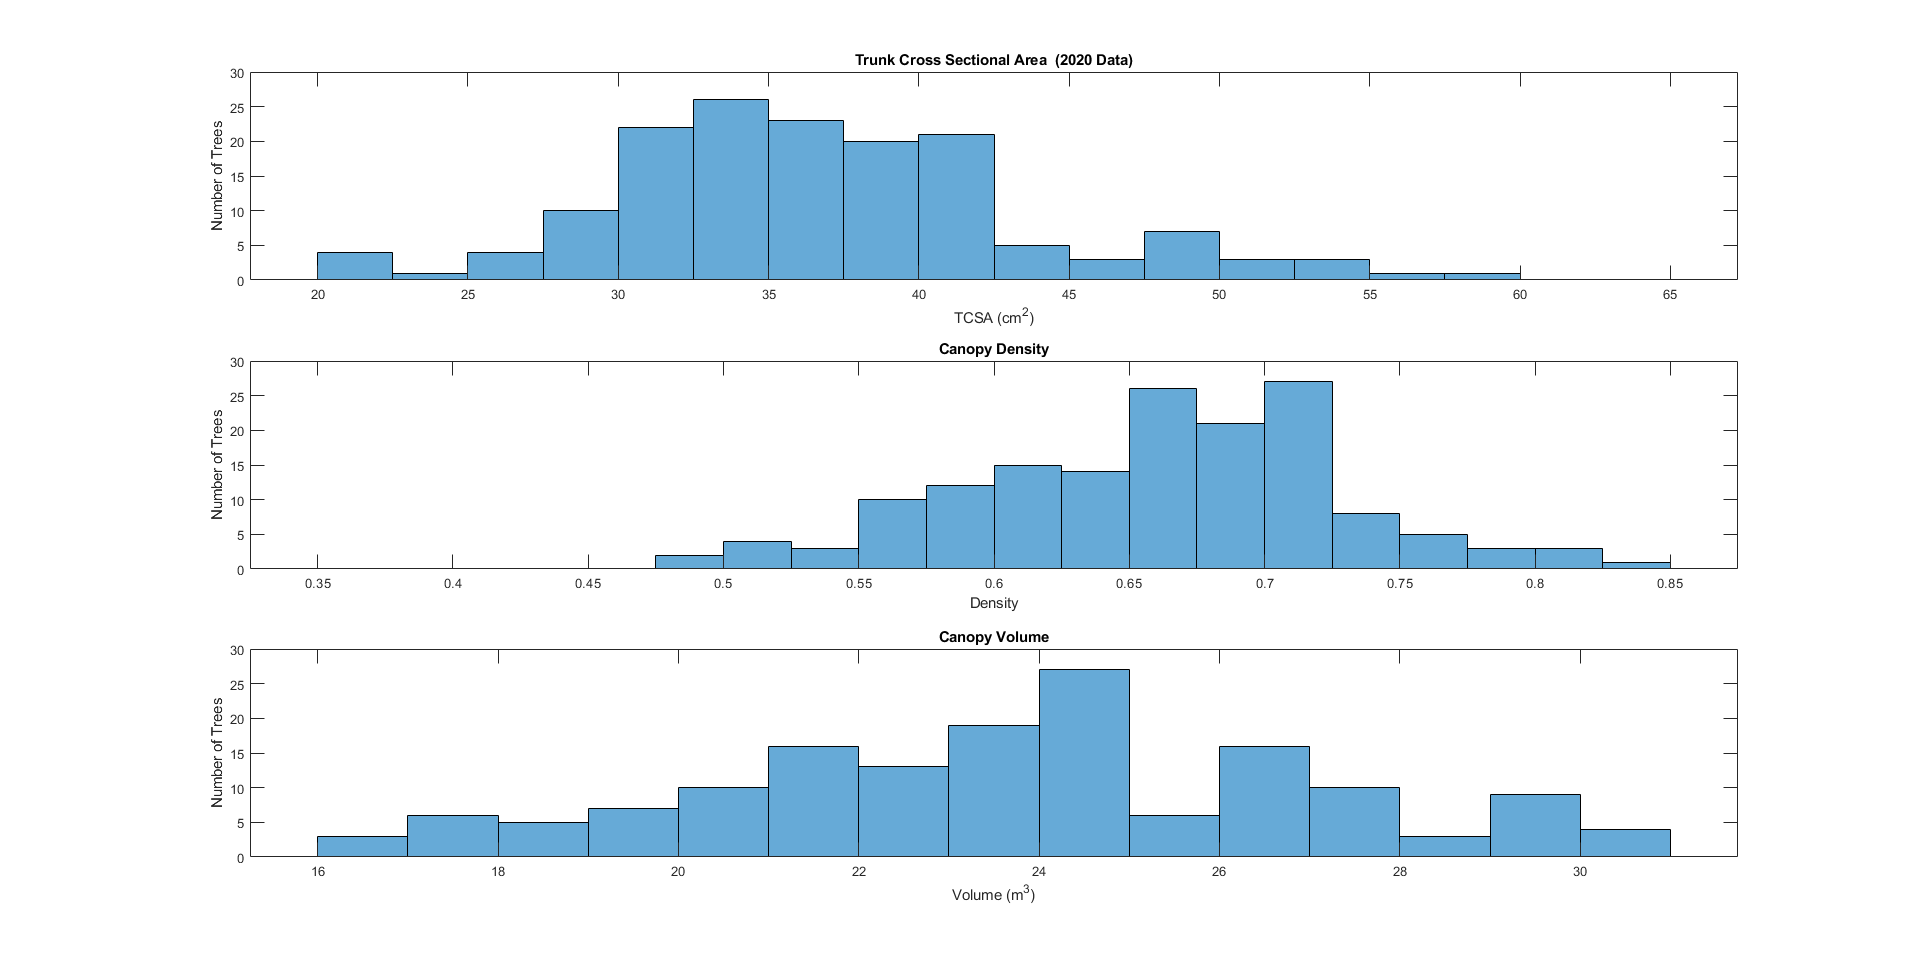 Trunk Cross Sectional Area  (2020 Data)
30
25
20
15
10
5
0
Number of Trees
20 25 30 35 40 45 50 55 60 65
TCSA (cm²)
Canopy Density
30
25
20
15
10
5
0
Number of Trees
0.35 0.4 0.45 0.5 0.55 0.6 0.65 0.7 0.75 0.8 0.85
Density
Canopy Volume
30
25
20
15
10
5
0
Number of Trees
16 18 20 22 24 26 28 30
Volume (m³)